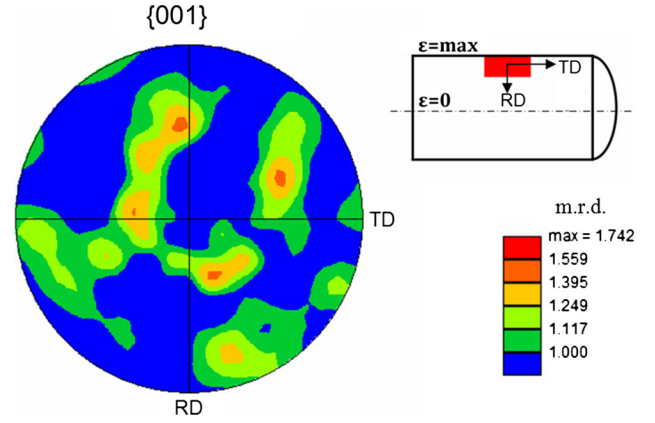 {001}
TD
RD
ε=max
TD
ε=0
RD
m.r.d.
max = 1.742
1.559
1.395
1.249
1.117
1.000